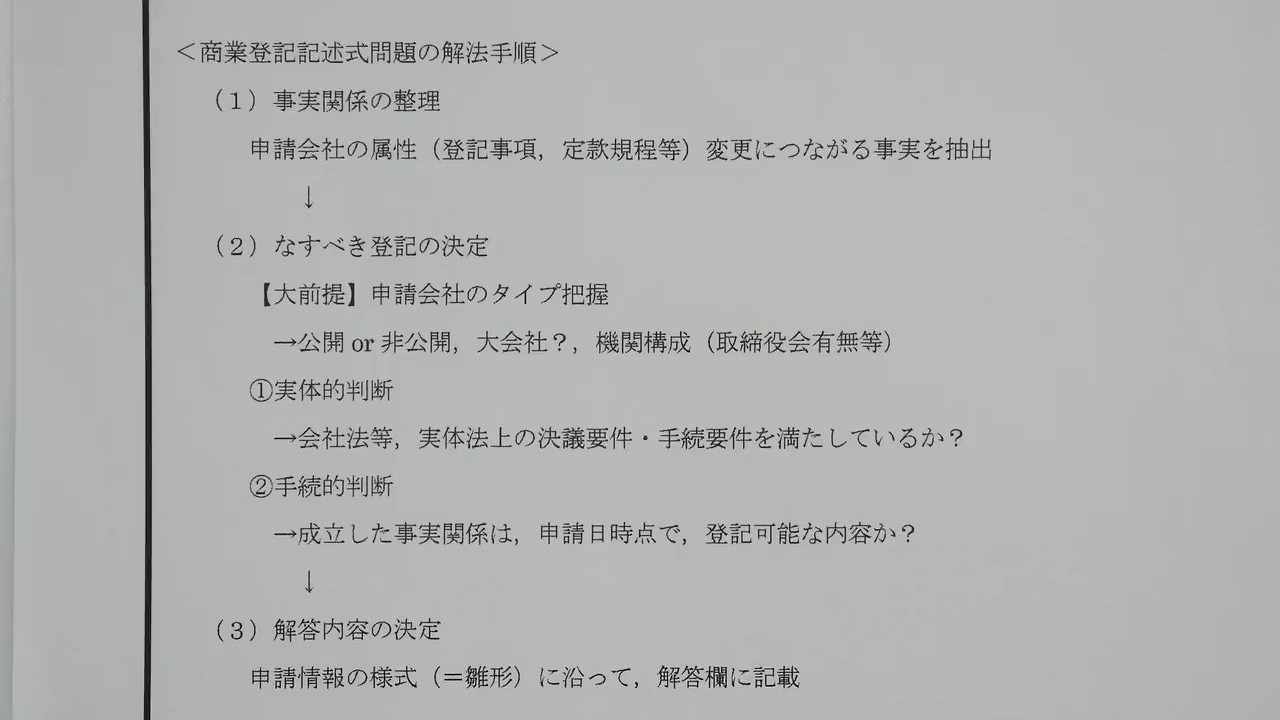 ＜商業登記記述式問題の解法手順＞
（１）事実関係の整理
申請会社の属性（登記事項，定款規程等）変更につながる事実を抽出
↓
（２）なすべき登記の決定
【大前提】申請会社のタイプ把握
→公開 or 非公開，大会社？，機関構成（取締役会有無等）
①実体的判断
→会社法等，実体法上の決議要件・手続要件を満たしているか？
②手続的判断
→成立した事実関係は，申請日時点で，登記可能な内容か？
↓
（３）解答内容の決定
申請情報の様式（＝雛形）に沿って，解答欄に記載